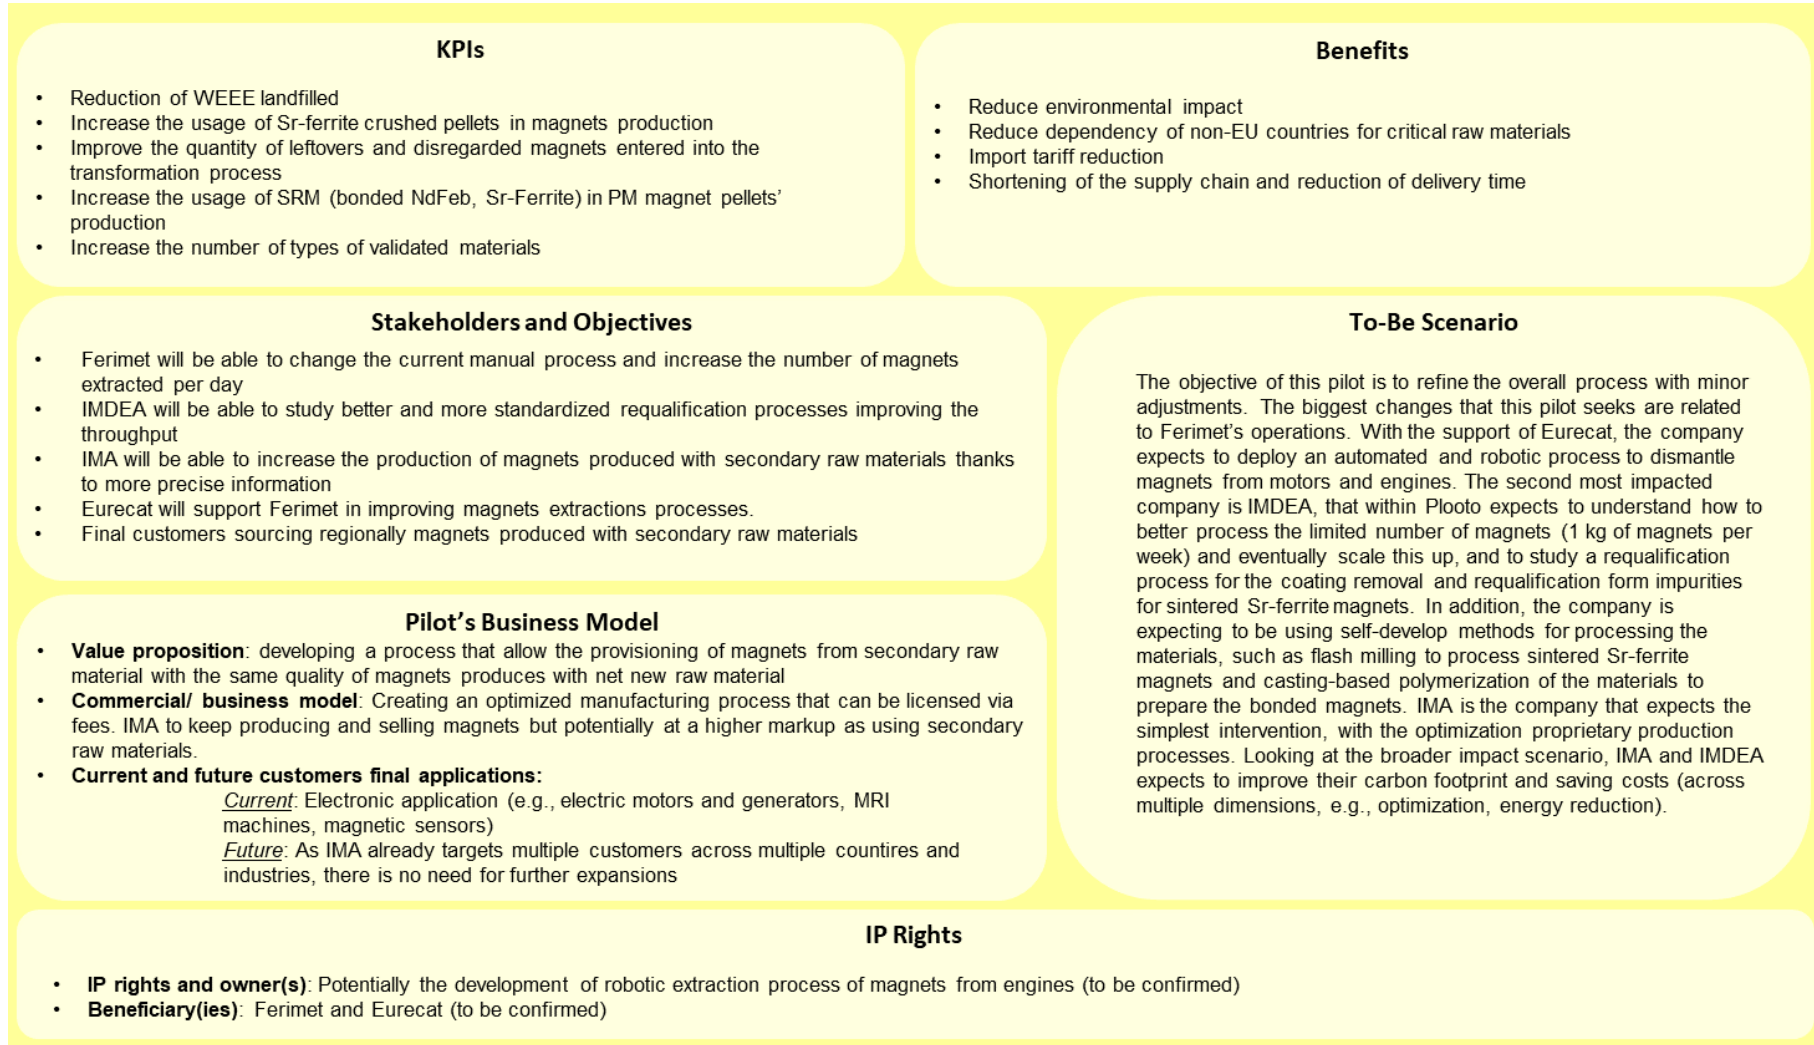 KPIs
• Reduction of WEEE landfilled
• Increase the usage of Sr-ferrite crushed pellets in magnets production
• Improve the quantity of leftovers and disregarded magnets entered into the
transformation process
• Increase the usage of SRM (bonded NdFeb, Sr-Ferrite) in PM magnet pellets’
production
• Increase the number of types of validated materials
Benefits
• Reduce environmental impact
• Reduce dependency of non-EU countries for critical raw materials
• Import tariff reduction
• Shortening of the supply chain and reduction of delivery time
Stakeholders and Objectives
• Ferimet will be able to change the current manual process and increase the number of magnets
extracted per day
• IMDEA will be able to study better and more standardized requalification processes improving the
throughput
• IMA will be able to increase the production of magnets produced with secondary raw materials thanks
to more precise information
• Eurecat will support Ferimet in improving magnets extractions processes.
• Final customers sourcing regionally magnets produced with secondary raw materials
To-Be Scenario
The objective of this pilot is to refine the overall process with minor
adjustments. The biggest changes that this pilot seeks are related
to Ferimet’s operations. With the support of Eurecat, the company
expects to deploy an automated and robotic process to dismantle
magnets from motors and engines. The second most impacted
company is IMDEA, that within Plooto expects to understand how to
better process the limited number of magnets (1 kg of magnets per
week) and eventually scale this up, and to study a requalification
process for the coating removal and requalification form impurities
for sintered Sr-ferrite magnets. In addition, the company is
expecting to be using self-develop methods for processing the
materials, such as flash milling to process sintered Sr-ferrite
magnets and casting-based polymerization of the materials to
prepare the bonded magnets. IMA is the company that expects the
simplest intervention, with the optimization proprietary production
processes. Looking at the broader impact scenario, IMA and IMDEA
expects to improve their carbon footprint and saving costs (across
multiple dimensions, e.g., optimization, energy reduction).
Pilot’s Business Model
• Value proposition: developing a process that allow the provisioning of magnets from secondary raw
material with the same quality of magnets produces with net new raw material
• Commercial/ business model: Creating an optimized manufacturing process that can be licensed via
fees. IMA to keep producing and selling magnets but potentially at a higher markup as using secondary
raw materials.
• Current and future customers final applications:
Current: Electronic application (e.g., electric motors and generators, MRI
machines, magnetic sensors)
Future: As IMA already targets multiple customers across multiple countires and
industries, there is no need for further expansions
IP Rights
• IP rights and owner(s): Potentially the development of robotic extraction process of magnets from engines (to be confirmed)
• Beneficiary(ies): Ferimet and Eurecat (to be confirmed)